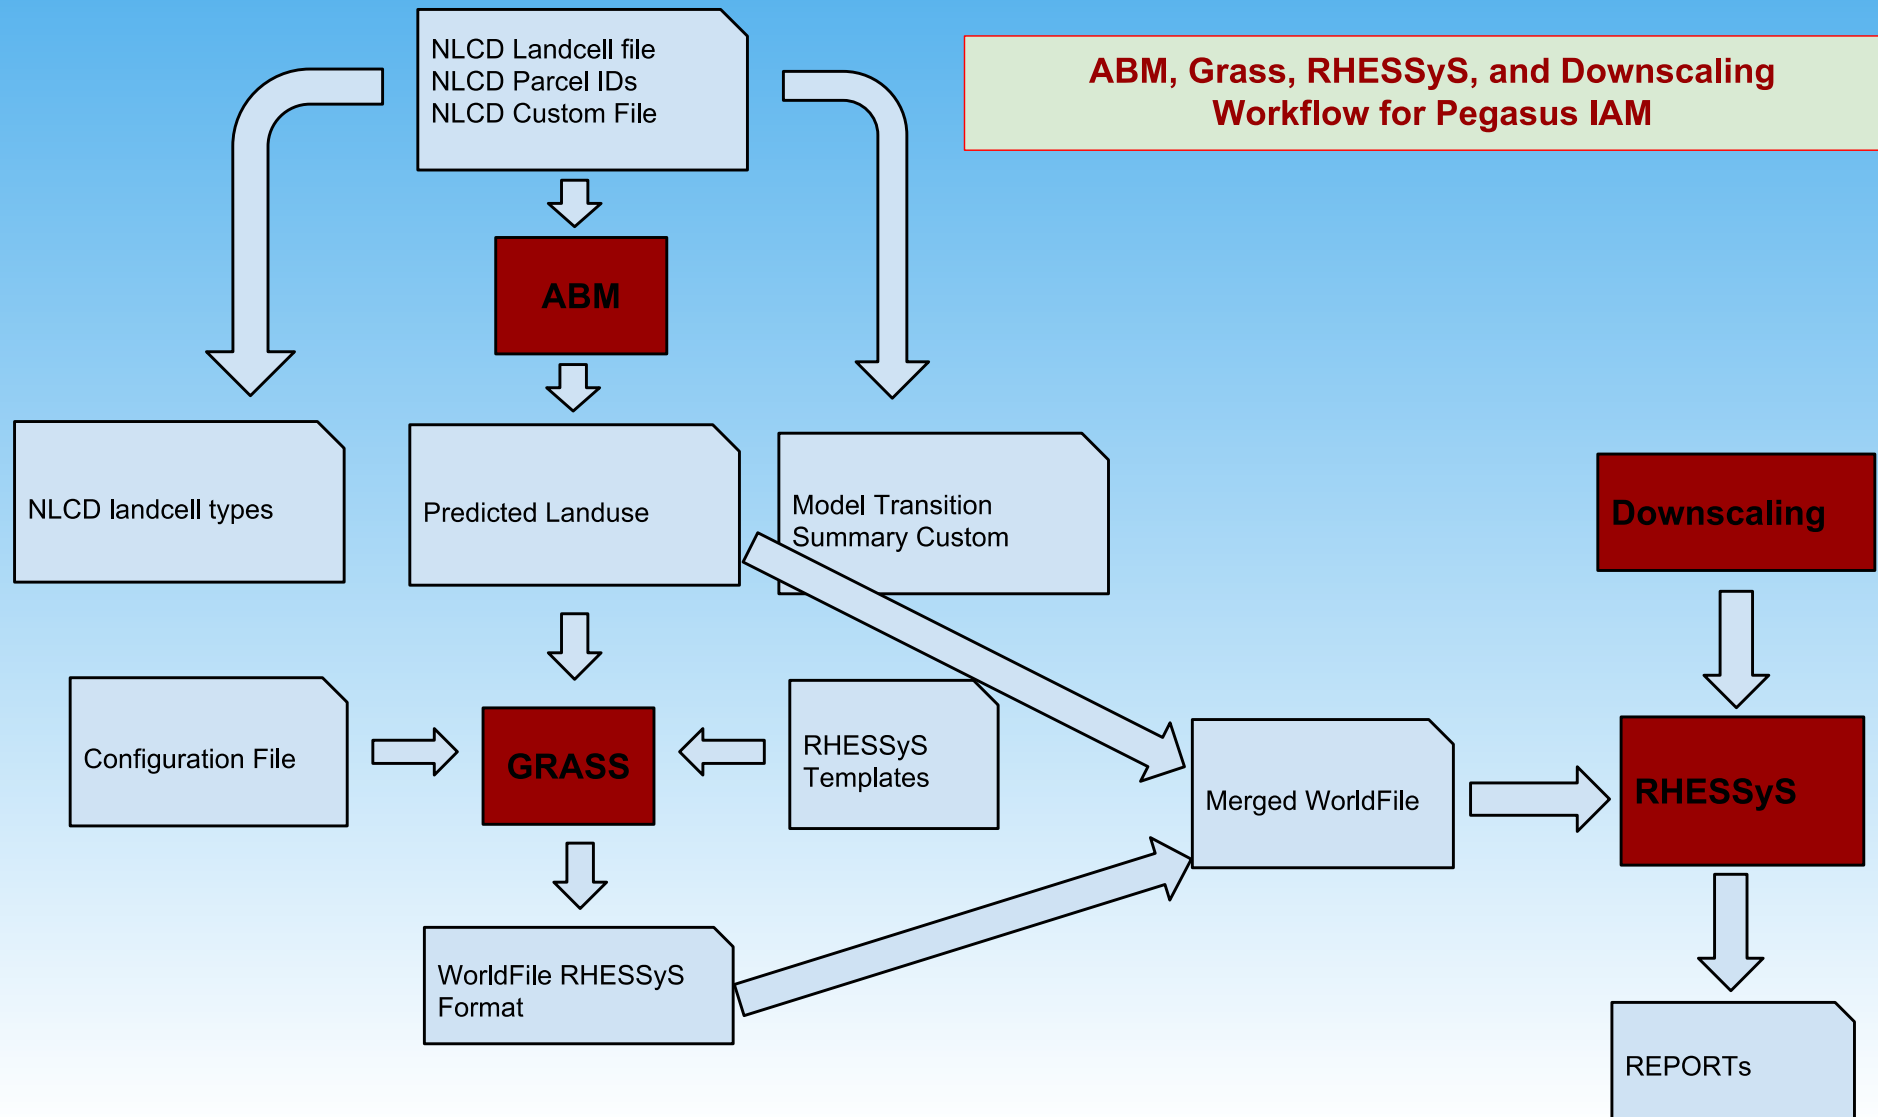 NLCD Landcell file
NLCD Parcel IDs
NLCD Custom File
ABM, Grass, RHESSyS, and Downscaling
Workflow for Pegasus IAM
ABM
NLCD landcell types
Predicted Landuse
Model Transition
Summary Custom
Downscaling
Configuration File
GRASS
RHESSyS
Templates
Merged WorldFile
RHESSyS
WorldFile RHESSyS
Format
REPORTs